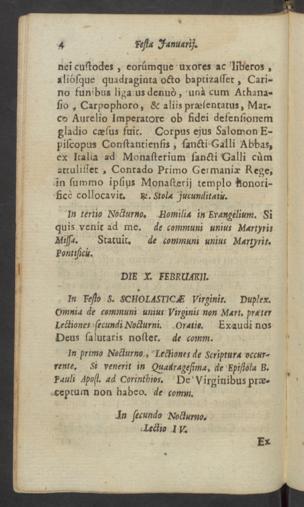 4 Festa Januarij.
nei custodes, eorúmque uxores ac liberos,
aliósque quadraginta octo baptizasset, Cari-
no funibus ligatus denuò, unà cum Athana-
sio, Carpophoro, & aliis præsentatus, Mar-
co Aurelio Imperatore ob fidei defensionem
gladio cæsus fuit. Corpus ejus Salomon E-
piscopus Constantiensis, sancti Galli Abbas,
ex Italia ad Monasterium sancti Galli cùm
attulisset, Conrado Primo Germaniæ Rege,
in summo ipsius Monasterij templo honori-
ficè collocavit. ℞. Stola jucunditatis.
In tertio Nocturno. Homilia in Evangelium. Si
quis venit ad me. de communi unius Martyris
Missa. Statuit. de communi unius Martyris.
Pontificis.
DIE X. FEBRUARII.
In Festo S. SCHOLASTICÆ Virginis. Duplex.
Omnia de communi unius Virginis non Mart. præter
Lectiones secundi Nocturni. Oratio. Exaudi nos
Deus salutaris noster. de comm.
In primo Nocturno, Lectiones de Scriptura occur-
rente. Si venerit in Quadragesima, de Epistola B.
Pauli Apost. ad Corinthios. De Virginibus præ-
ceptum non habeo. de comm.
In secundo Nocturno.
Lectio IV.
Ex